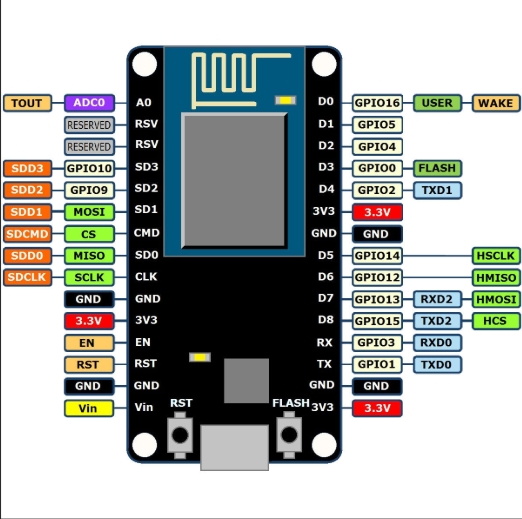 TOUT ADC0 A0 D0 GPIO16 USER WAKE
RESERVED RSV D1 GPIO5
RESERVED RSV D2 GPIO4
SDD3 GPIO10 SD3 D3 GPIO0 FLASH
SDD2 GPIO9 SD2 D4 GPIO2 TXD1
SDD1 MOSI SD1 3V3 3.3V
SDCMD CS CMD GND GND
SDD0 MISO SD0 D5 GPIO14 HSCLK
SDCLK SCLK CLK D6 GPIO12 HMISO
GND GND D7 GPIO13 RXD2 HMOSI
3.3V 3V3 D8 GPIO15 TXD2 HCS
EN EN RX GPIO3 RXD0
RST RST TX GPIO1 TXD0
GND GND GND GND
Vin Vin RST FLASH 3V3 3.3V